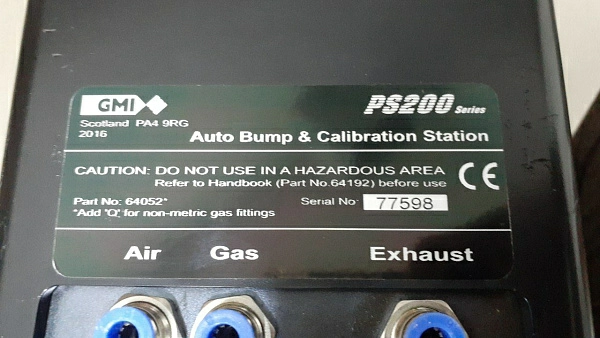 GMI
PS200 Series
Scotland PA4 9RG
2016
Auto Bump & Calibration Station
CAUTION: DO NOT USE IN A HAZARDOUS AREA
Refer to Handbook (Part No.64192) before use
CE
Part No: 64052*
Serial No: 77598
*Add 'Q' for non-metric gas fittings
Air Gas Exhaust